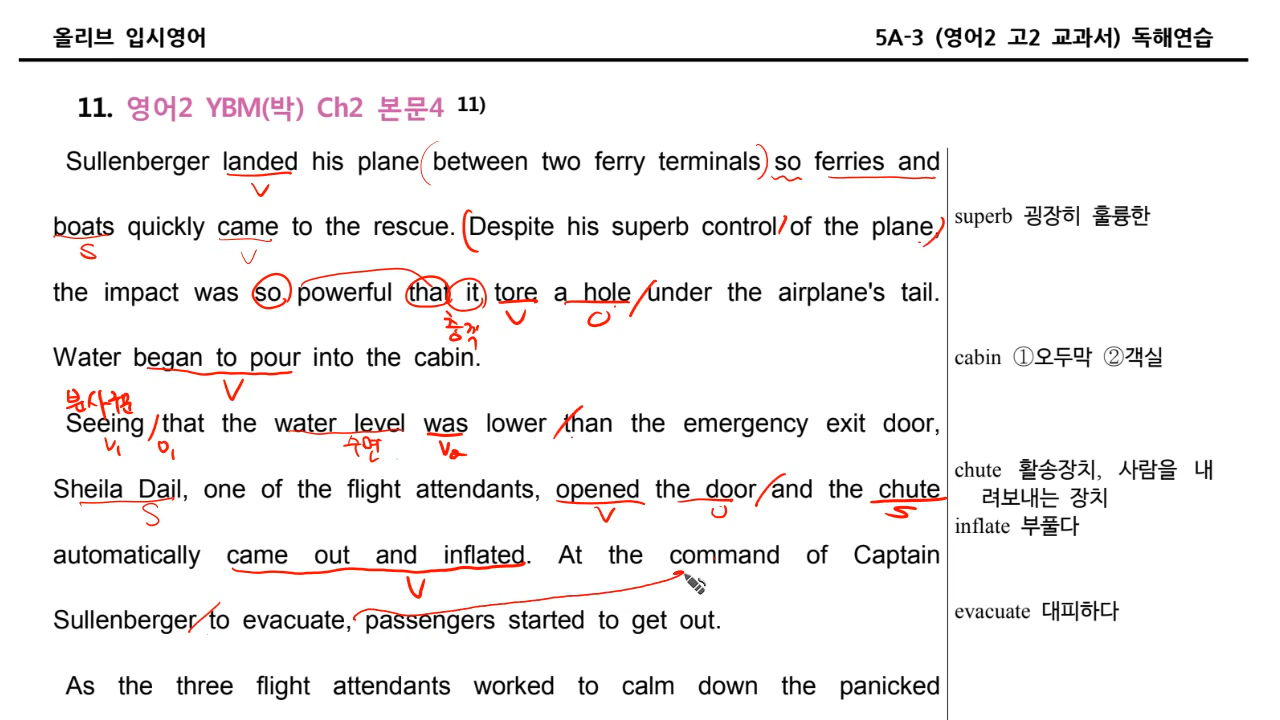 올리브 입시영어
5A-3 (영어2 고2 교과서) 독해연습
11. 영어2 YBM(박) Ch2 본문4 11)
Sullenberger landed his plane between two ferry terminals so ferries and
V
boats quickly came to the rescue. Despite his superb control of the plane,
superb 굉장히 훌륭한
S V
the impact was so powerful that it tore a hole under the airplane's tail.
충격 V O
Water began to pour into the cabin.
cabin ①오두막 ②객실
V
분사구문
Seeing that the water level was lower than the emergency exit door,
V₁ O₁ 수면 V₂
Sheila Dail, one of the flight attendants, opened the door and the chute
chute 활송장치, 사람을 내
려보내는 장치
S V O S
inflate 부풀다
automatically came out and inflated. At the command of Captain
V
Sullenberger to evacuate, passengers started to get out.
evacuate 대피하다
As the three flight attendants worked to calm down the panicked